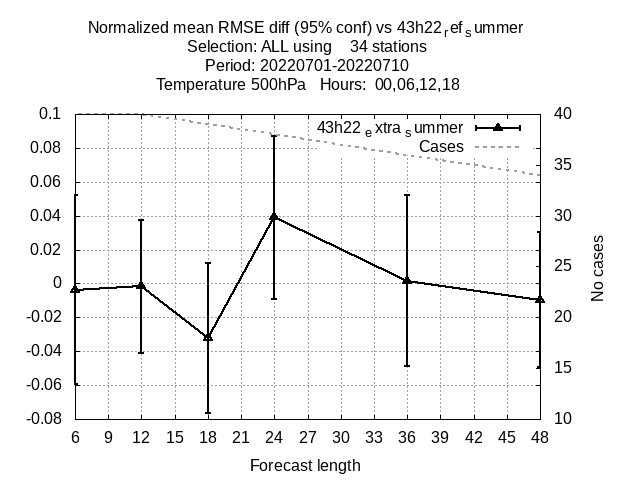 Normalized mean RMSE diff (95% conf) vs 43h22refsummer
Selection: ALL using 34 stations
Period: 20220701-20220710
Temperature 500hPa Hours: 00,06,12,18
43h22extrasummer
Cases
0.1
0.08
0.06
0.04
0.02
0
-0.02
-0.04
-0.06
-0.08
40
35
30
25
20
15
10
No cases
6 9 12 15 18 21 24 27 30 33 36 39 42 45 48
Forecast length